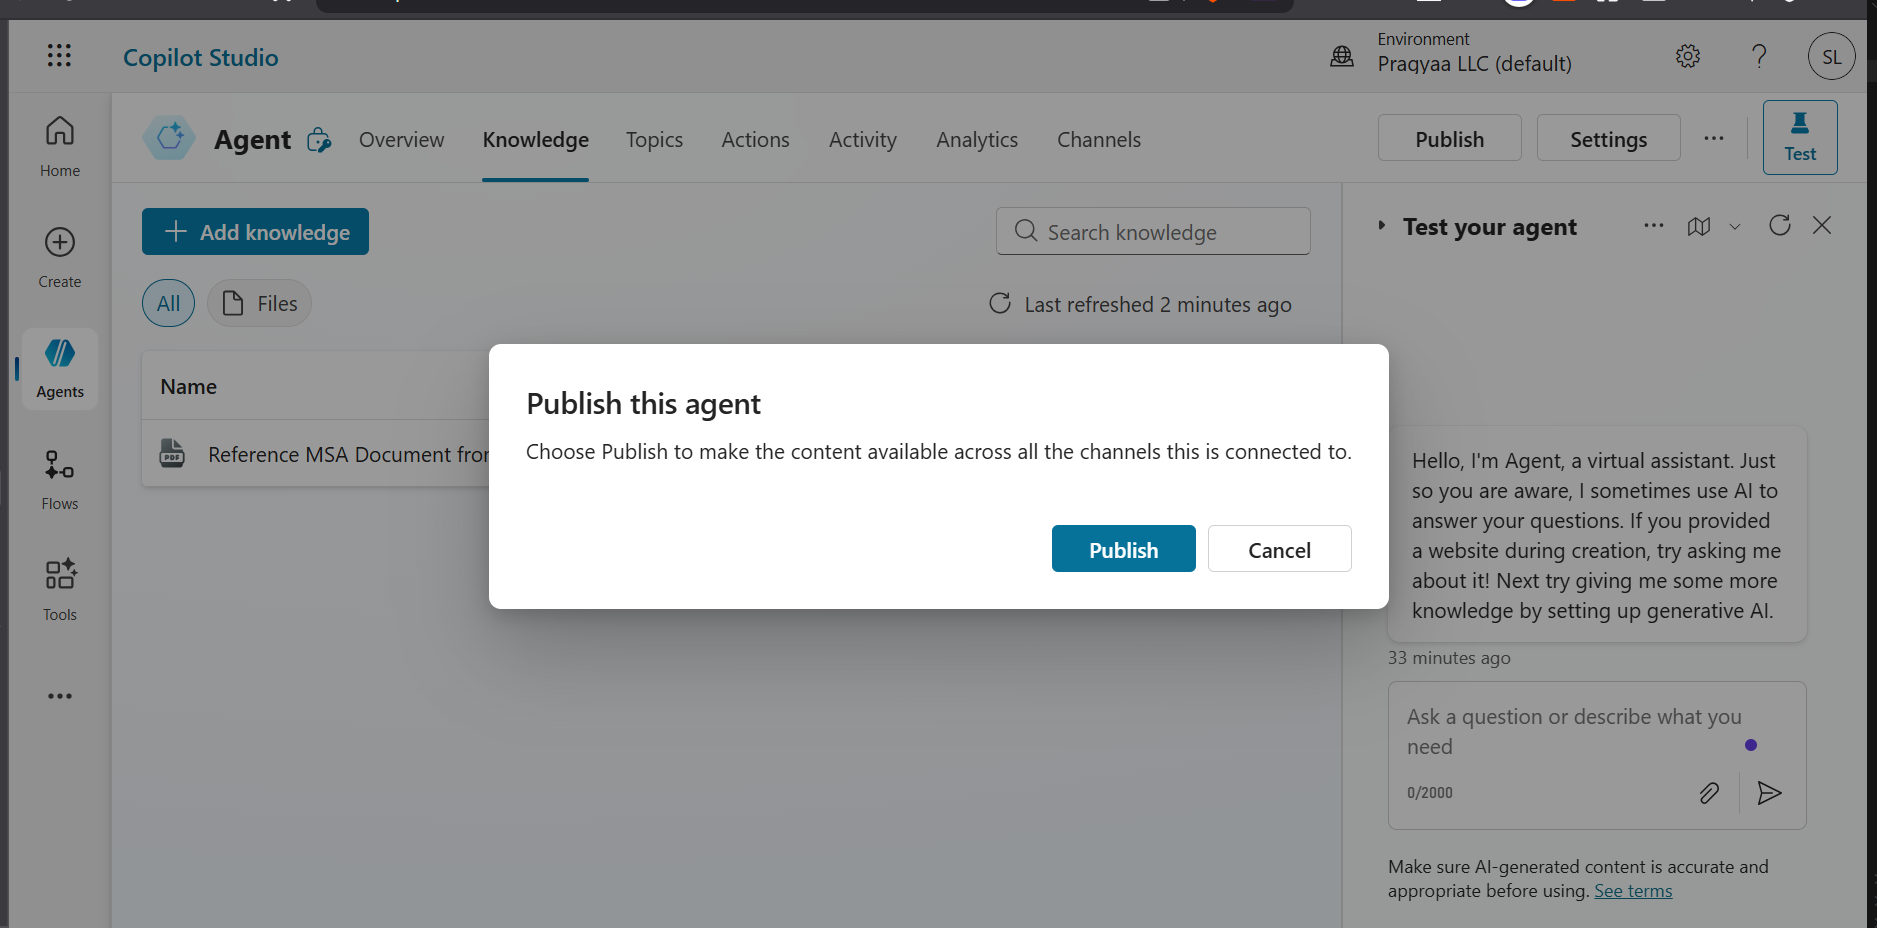 Copilot Studio
Environment
Pragyaa LLC (default)
SL
Home
Create
Agents
Flows
Tools
Agent
Overview
Knowledge
Topics
Actions
Activity
Analytics
Channels
Publish
Settings
Test
Add knowledge
Search knowledge
All
Files
Last refreshed 2 minutes ago
Name
PDF
Reference MSA Document from
Publish this agent
Choose Publish to make the content available across all the channels this is connected to.
Publish
Cancel
Test your agent
Hello, I'm Agent, a virtual assistant. Just
so you are aware, I sometimes use AI to
answer your questions. If you provided
a website during creation, try asking me
about it! Next try giving me some more
knowledge by setting up generative AI.
33 minutes ago
Ask a question or describe what you
need
0/2000
Make sure AI-generated content is accurate and
appropriate before using. See terms